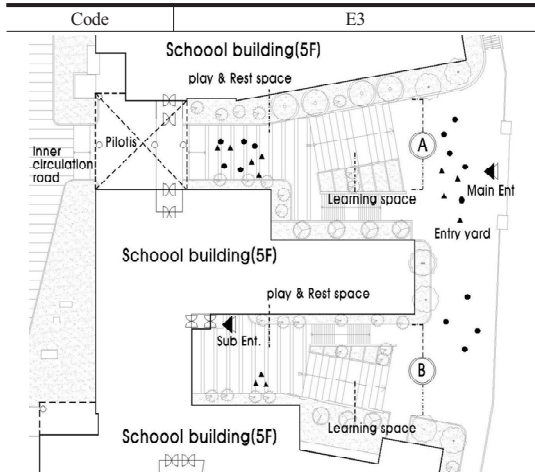 Code E3
Schoool building(5F)
play & Rest space
Pilotis
Inner
circulation
road
A
Main Ent
Learning space
Entry yard
Schoool building(5F)
play & Rest space
Sub Ent.
B
Learning space
Schoool building(5F)